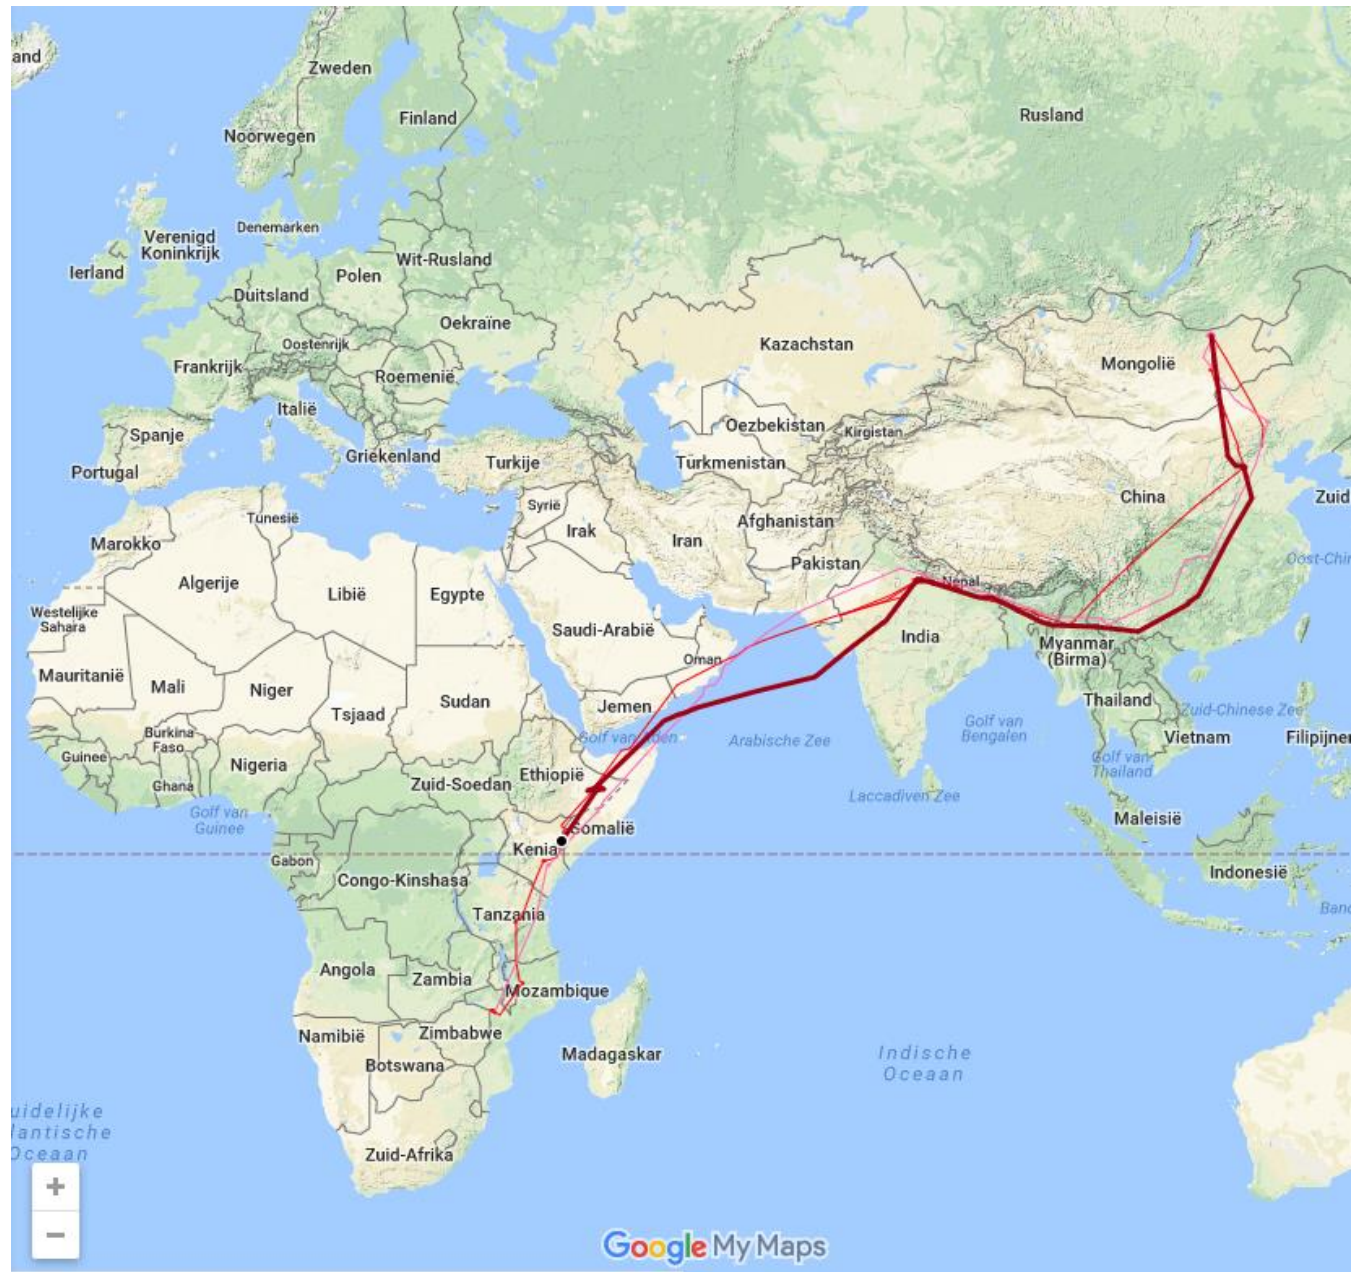 and
Zweden
Finland
Noorwegen
Rusland
Denemarken
Verenigd
Koninkrijk
Ierland
Wit-Rusland
Polen
Duitsland
Oekraïne
Oostenrijk
Frankrijk
Roemenië
Kazachstan
Mongolië
Italië
Spanje
Oezbekistan
Kirgistan
Portugal
Griekenland
Turkije
Turkmenistan
China
Zuid
Syrië
Tunesië
Irak
Iran
Afghanistan
Marokko
Pakistan
Oost-Chin
Algerije
Libië
Egypte
Nepal
Westelijke
Sahara
Saudi-Arabië
India
Myanmar
(Birma)
Oman
Mauritanië
Mali
Niger
Sudan
Jemen
Thailand
Tsjaad
Zuid-Chinese Zee
Burkina
Faso
Golf van Aden
Arabische Zee
Golf van
Bengalen
Vietnam
Filipijner
Guinee
Nigeria
Ethiopië
Golf van
Thailand
Ghana
Zuid-Soedan
Laccadiven Zee
Golf van
Guinee
Maleisië
Somalië
Kenia
Gabon
Congo-Kinshasa
Indonesië
Tanzania
Band
Angola
Zambia
Mozambique
Namibië
Zimbabwe
Madagaskar
Botswana
Indische
Oceaan
uidelijke
lantische
Oceaan
Zuid-Afrika
+
−
Google My Maps